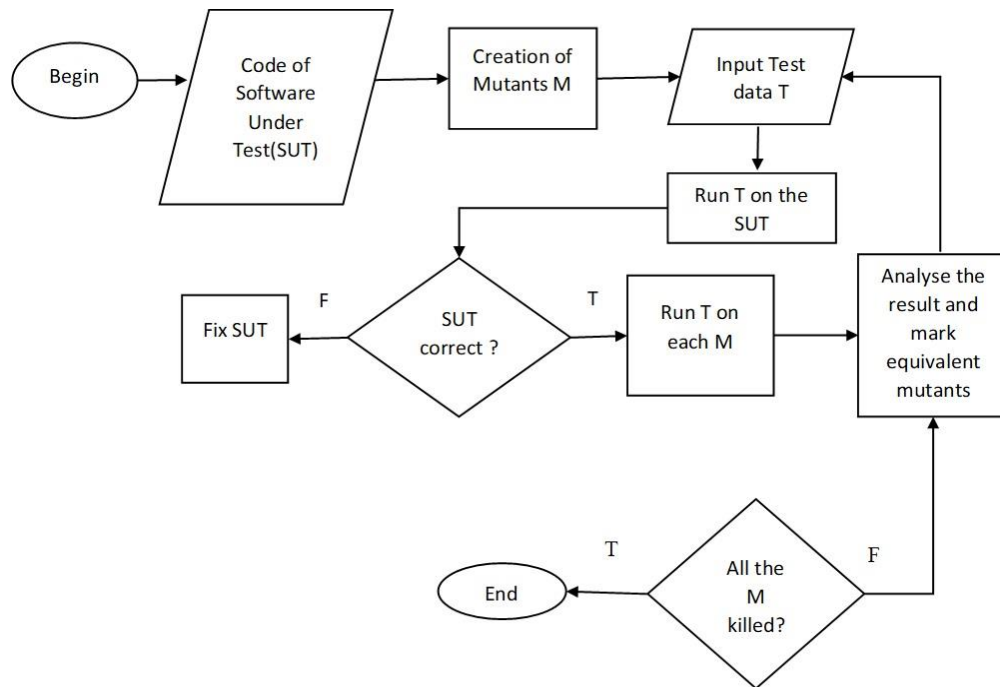 Begin
Code of
Software
Under
Test(SUT)
Creation of
Mutants M
Input Test
data T
Run T on the
SUT
Fix SUT
F
SUT
correct ?
T
Run T on
each M
Analyse the
result and
mark
equivalent
mutants
End
T
All the
M
killed?
F